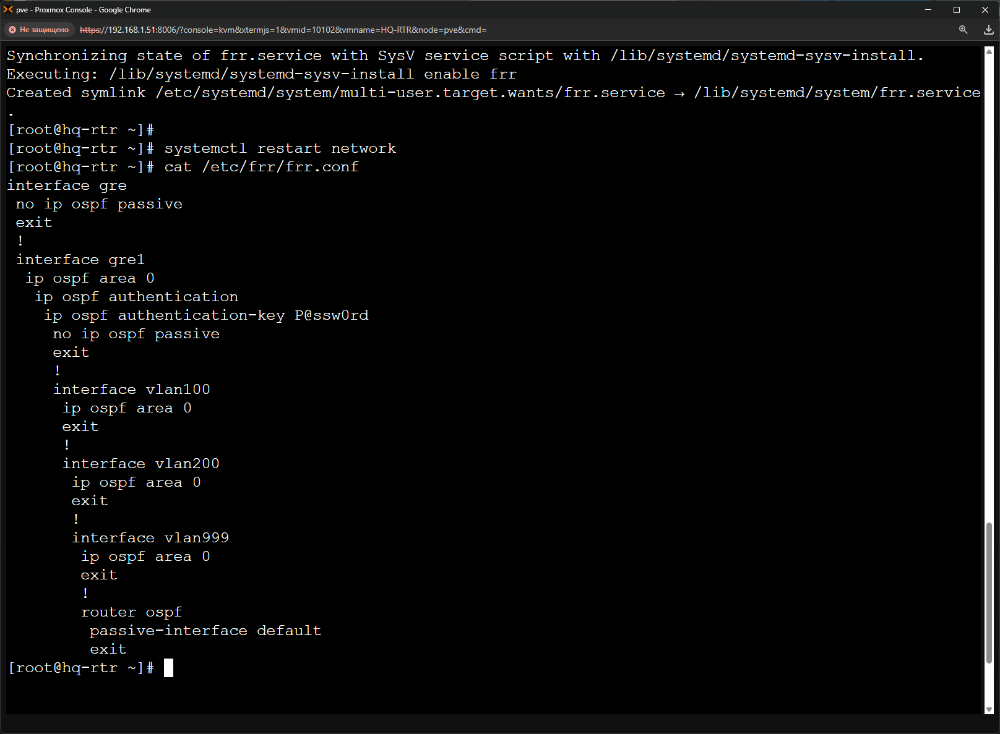 pve - Proxmox Console - Google Chrome
Не защищено https://192.168.1.51:8006/?console=kvm&xtermjs=1&vmid=10102&vmname=HQ-RTR&node=pve&cmd=
Synchronizing state of frr.service with SysV service script with /lib/systemd/systemd-sysv-install.
Executing: /lib/systemd/systemd-sysv-install enable frr
Created symlink /etc/systemd/system/multi-user.target.wants/frr.service → /lib/systemd/system/frr.service
.
[root@hq-rtr ~]#
[root@hq-rtr ~]# systemctl restart network
[root@hq-rtr ~]# cat /etc/frr/frr.conf
interface gre
 no ip ospf passive
 exit
 !
 interface gre1
  ip ospf area 0
   ip ospf authentication
    ip ospf authentication-key P@ssw0rd
     no ip ospf passive
     exit
     !
     interface vlan100
      ip ospf area 0
      exit
      !
      interface vlan200
       ip ospf area 0
       exit
       !
       interface vlan999
        ip ospf area 0
        exit
        !
        router ospf
         passive-interface default
         exit
[root@hq-rtr ~]#